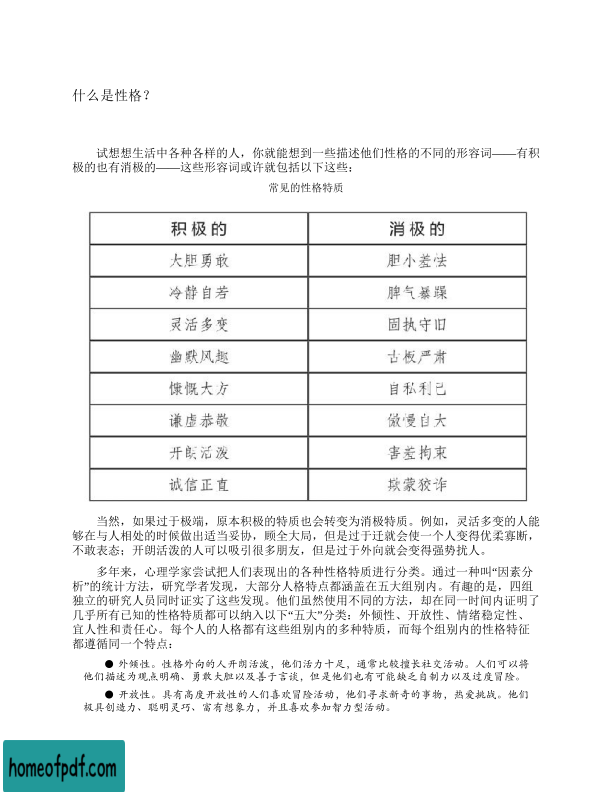 什么是性格？
试想想生活中各种各样的人，你就能想到一些描述他们性格的不同的形容词——有积
极的也有消极的——这些形容词或许就包括以下这些：
常见的性格特质
积极的 消极的
大胆勇敢 胆小羞怯
冷静自若 脾气暴躁
灵活多变 固执守旧
幽默风趣 古板严肃
慷慨大方 自私利己
谦虚恭敬 傲慢自大
开朗活泼 害羞拘束
诚信正直 欺蒙狡诈
当然，如果过于极端，原本积极的特质也会转变为消极特质。例如，灵活多变的人能
够在与人相处的时候做出适当妥协，顾全大局，但是过于迁就会使一个人变得优柔寡断，
不敢表态；开朗活泼的人可以吸引很多朋友，但是过于外向就会变得强势扰人。
多年来，心理学家尝试把人们表现出的各种性格特质进行分类。通过一种叫“因素分
析”的统计方法，研究学者发现，大部分人格特点都涵盖在五大组别内。有趣的是，四组
独立的研究人员同时证实了这些发现。他们虽然使用不同的方法，却在同一时间内证明了
几乎所有已知的性格特质都可以纳入以下“五大”分类：外倾性、开放性、情绪稳定性、
宜人性和责任心。每个人的人格都有这些组别内的多种特质，而每个组别内的性格特征
都遵循同一个特点：
● 外倾性。性格外向的人开朗活泼，他们活力十足，通常比较擅长社交活动。人们可以将
他们描述为观点明确、勇敢大胆以及善于言谈，但是他们也有可能缺乏自制力以及过度冒险。
● 开放性。具有高度开放性的人们喜欢冒险活动，他们寻求新奇的事物，热爱挑战。他们
极具创造力、聪明灵巧、富有想象力，并且喜欢参加智力型活动。
homeofpdf.com